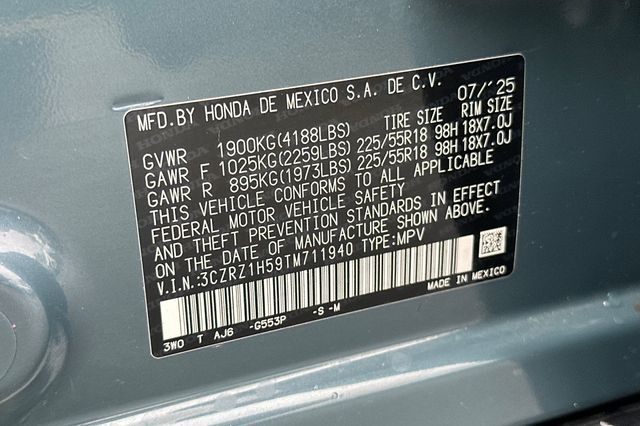 MFD.BY HONDA DE MEXICO S.A. DE C.V. 07/'25
TIRE SIZE RIM SIZE
GVWR 1900KG(4188LBS)
GAWR F 1025KG(2259LBS) 225/55R18 98H 18X7.0J
GAWR R 895KG(1973LBS) 225/55R18 98H 18X7.0J
THIS VEHICLE CONFORMS TO ALL APPLICABLE
FEDERAL MOTOR VEHICLE SAFETY
AND THEFT PREVENTION STANDARDS IN EFFECT
ON THE DATE OF MANUFACTURE SHOWN ABOVE.
V.I.N.:3CZRZ1H59TM711940 TYPE:MPV
MADE IN MEXICO
3W0 T AJ6 -G553P -S -M